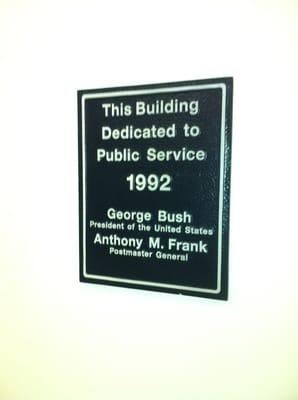 This Building
Dedicated to
Public Service
1992
George Bush
President of the United States
Anthony M. Frank
Postmaster General